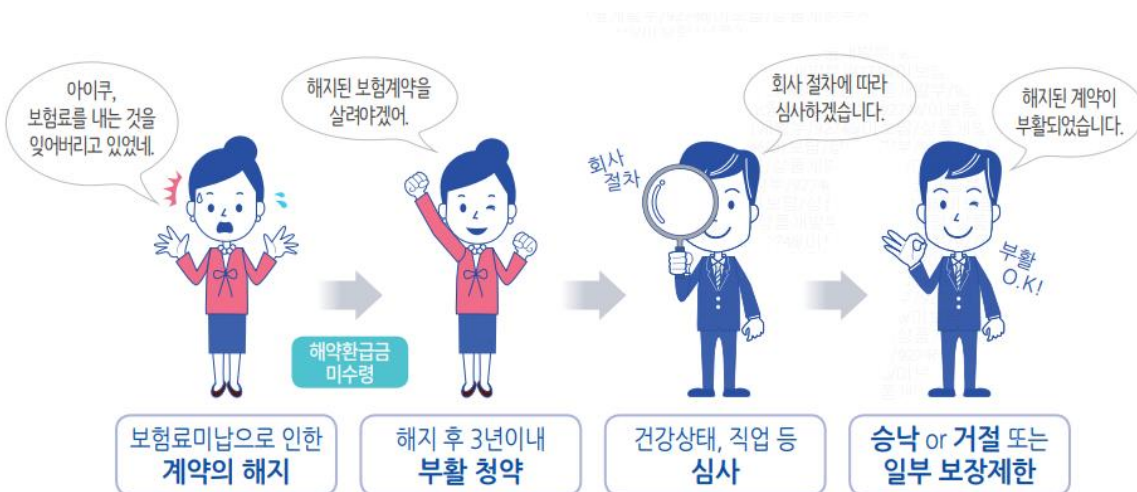 아이쿠,
보험료를 내는 것을
잊어버리고 있었네.
해지된 보험계약을
살려야겠어.
회사 절차에 따라
심사하겠습니다.
해지된 계약이
부활되었습니다.
회사
절차
부활
O.K!
해약환급금
미수령
보험료미납으로 인한
계약의 해지
해지 후 3년이내
부활 청약
건강상태, 직업 등
심사
승낙 or 거절 또는
일부 보장제한